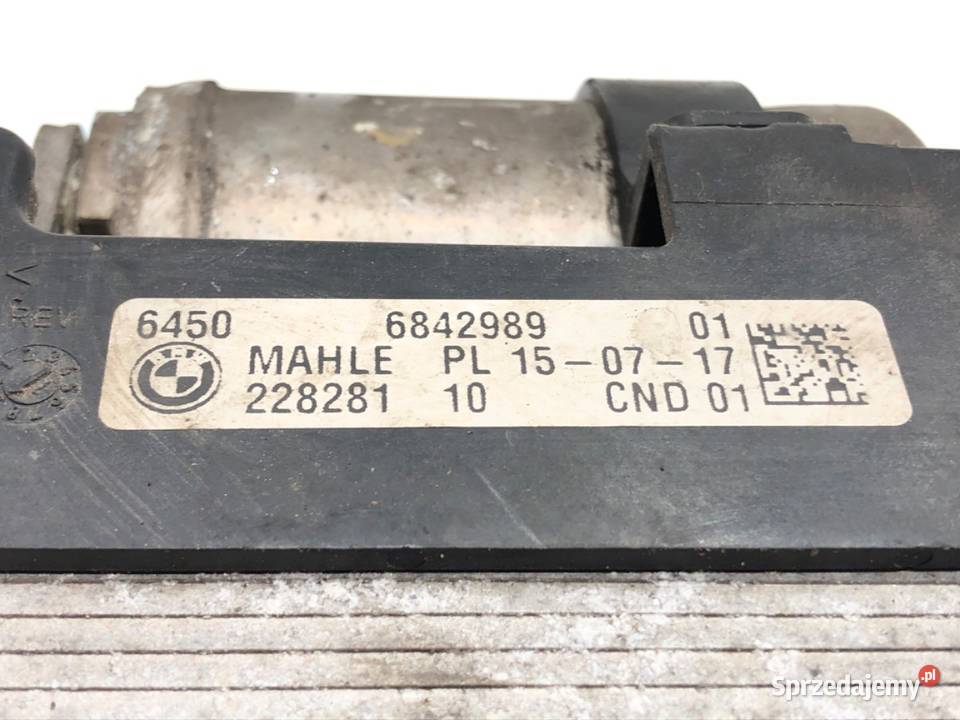 6450 6842989 01
MAHLE PL 15-07-17
228281 10 CND 01
REV
Sprzedajemy.pl